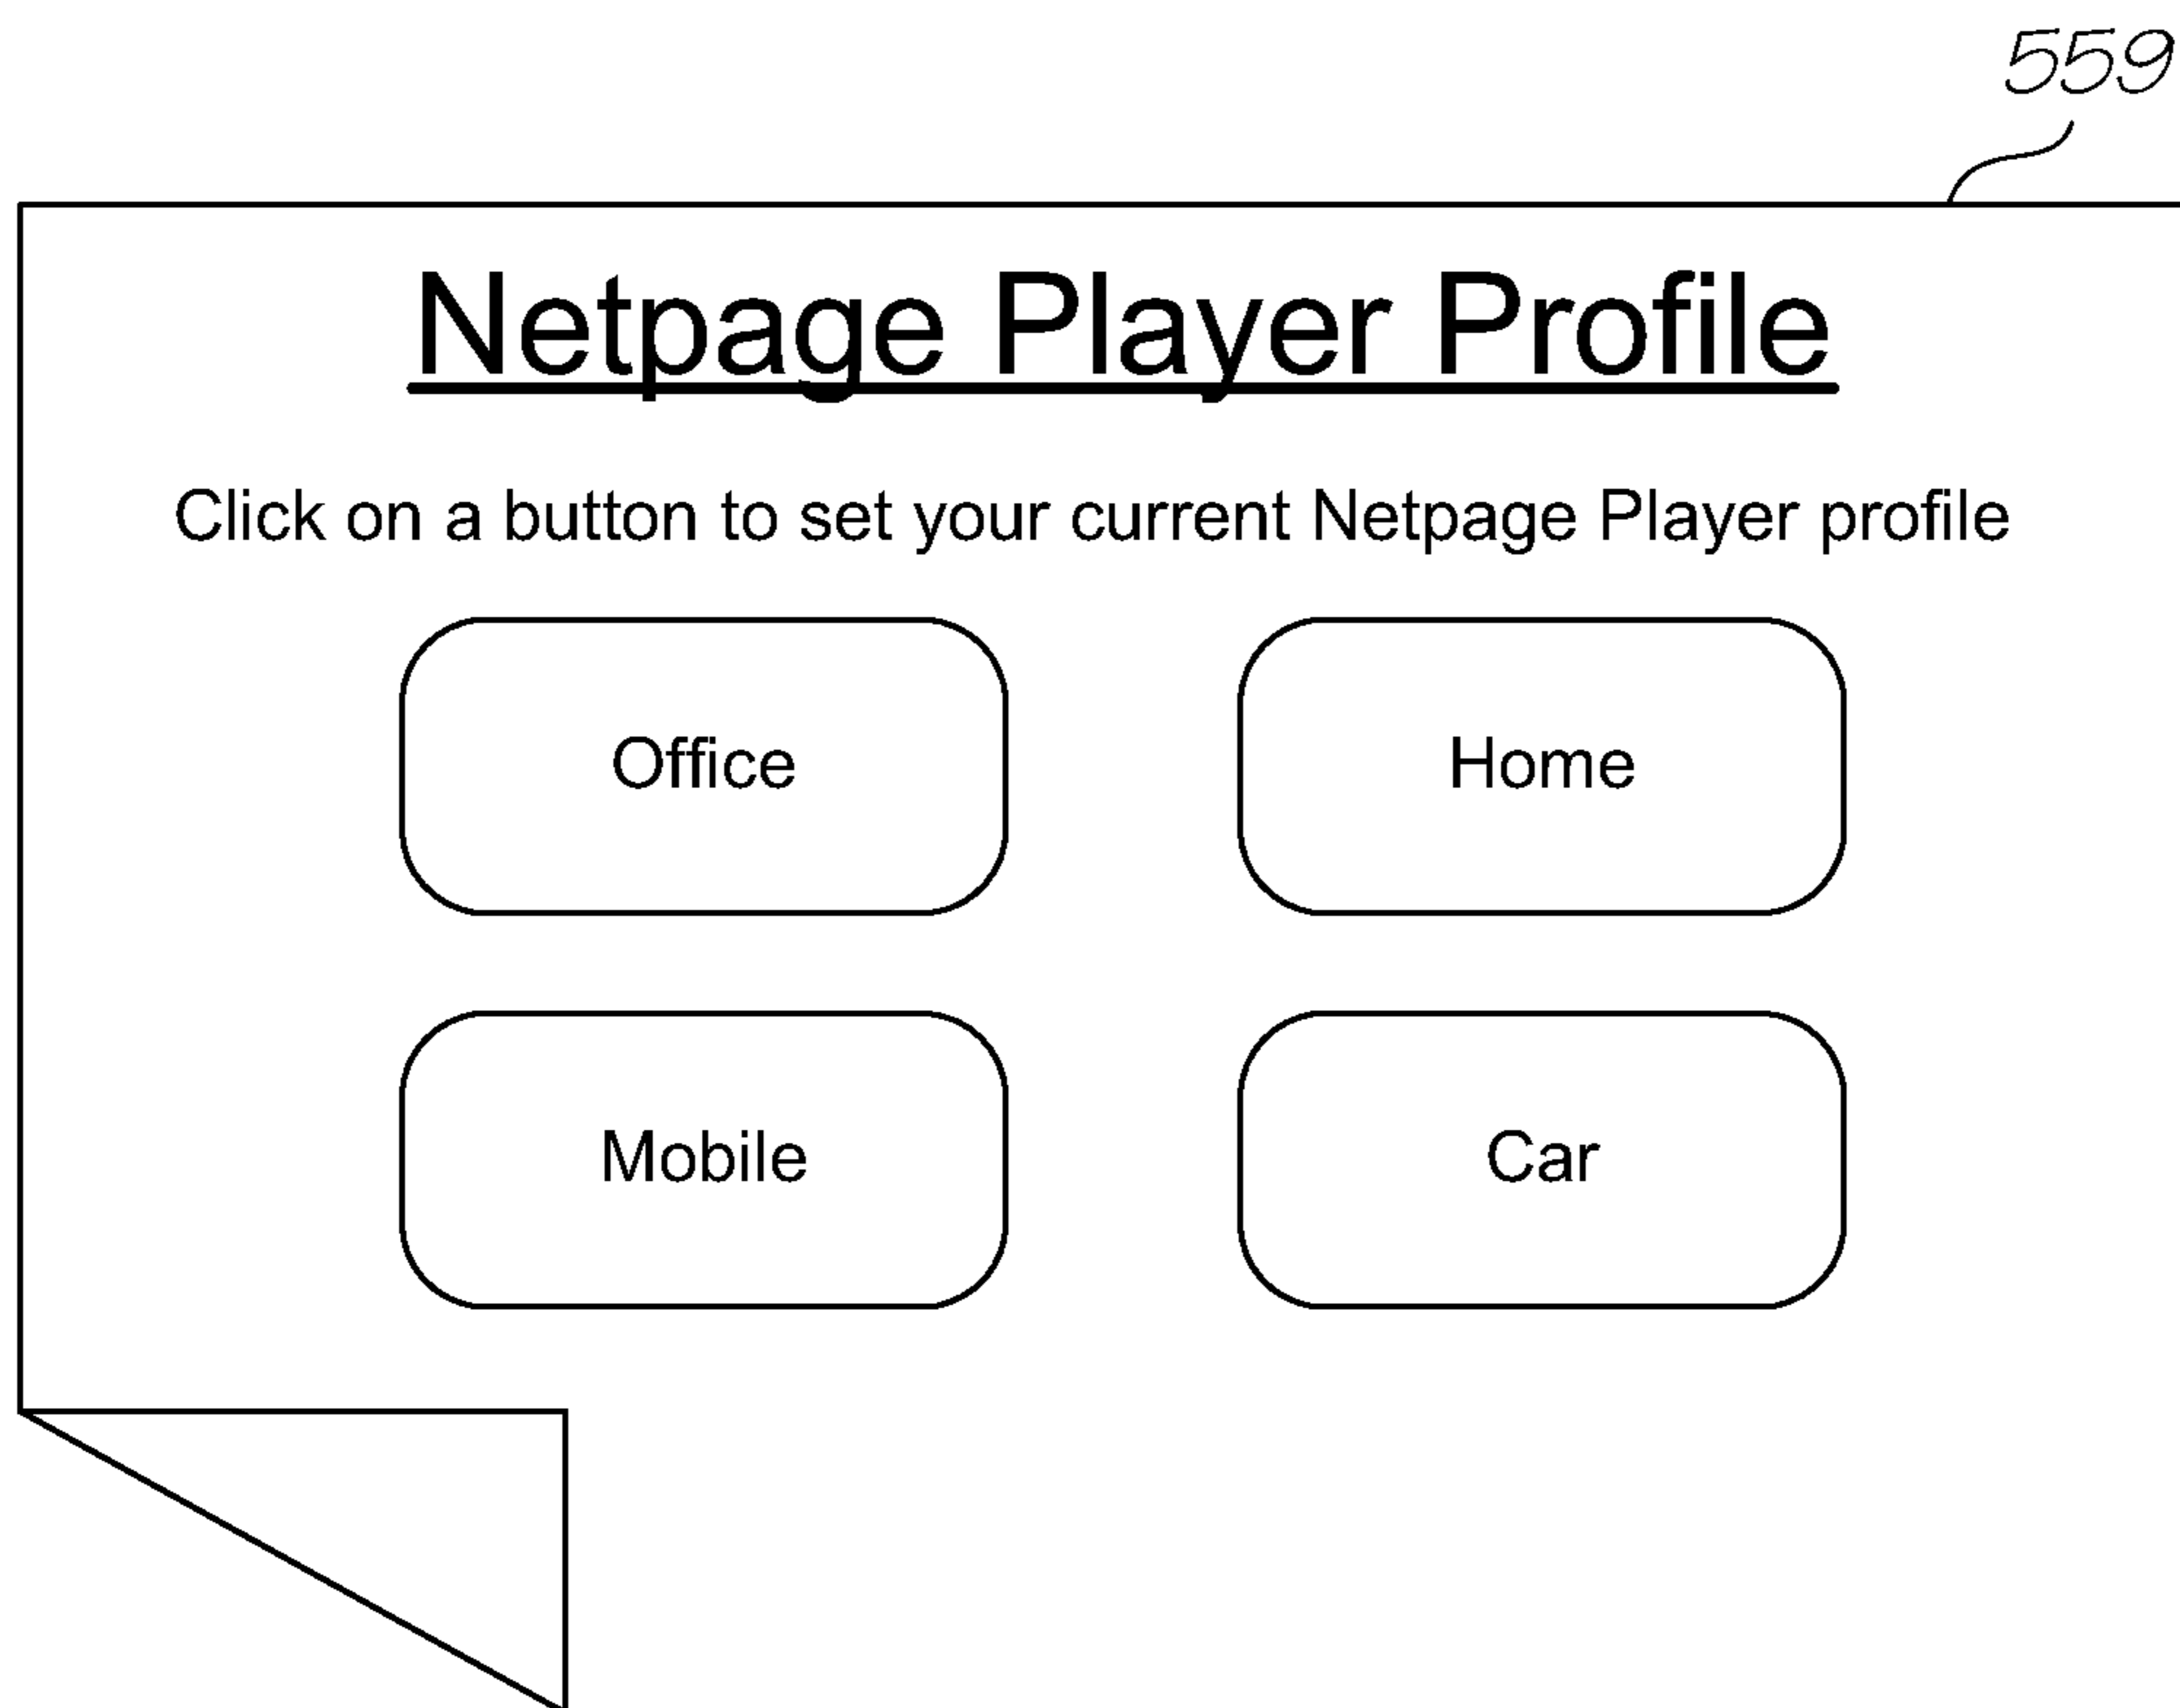 559
Netpage Player Profile
Click on a button to set your current Netpage Player profile
Office Home
Mobile Car